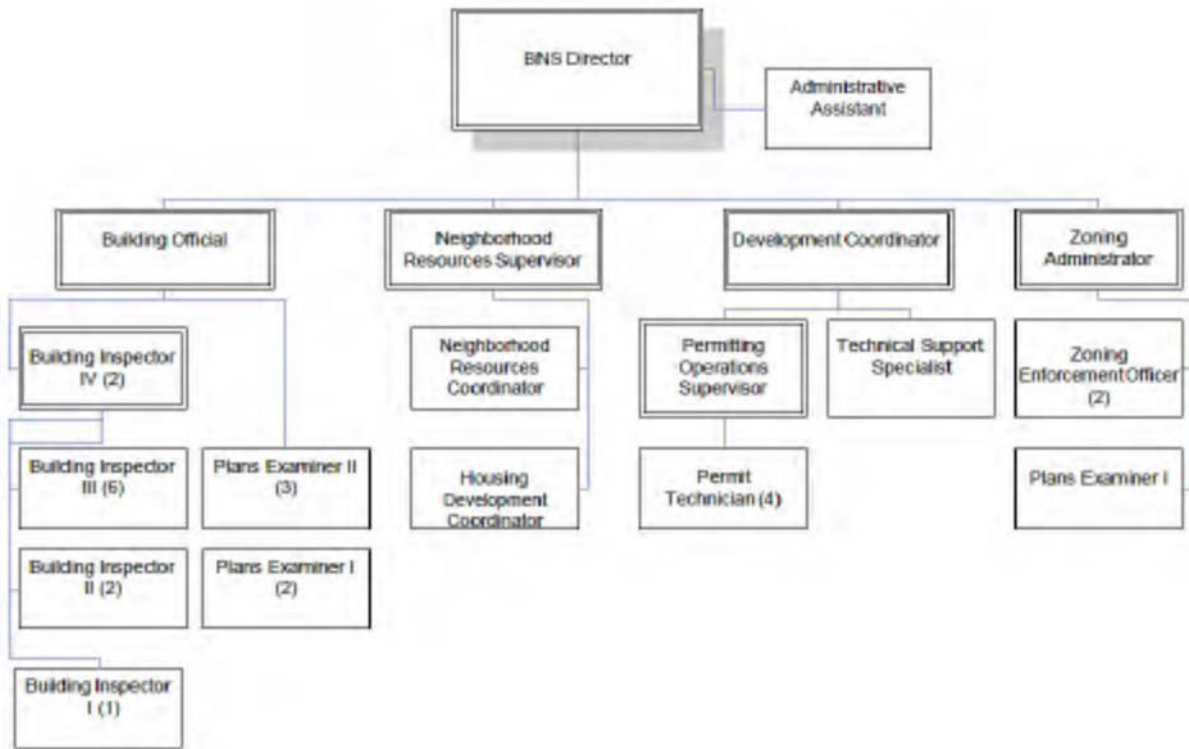 BNS Director
Administrative
Assistant
Building Official
Neighborhood
Resources Supervisor
Development Coordinator
Zoning
Administrator
Building Inspector
IV (2)
Neighborhood
Resources
Coordinator
Permitting
Operations
Supervisor
Technical Support
Specialist
Zoning
Enforcement Officer
(2)
Building Inspector
III (6)
Plans Examiner II
(3)
Housing
Development
Coordinator
Permit
Technician (4)
Plans Examiner I
Building Inspector
II (2)
Plans Examiner I
(2)
Building Inspector
I (1)